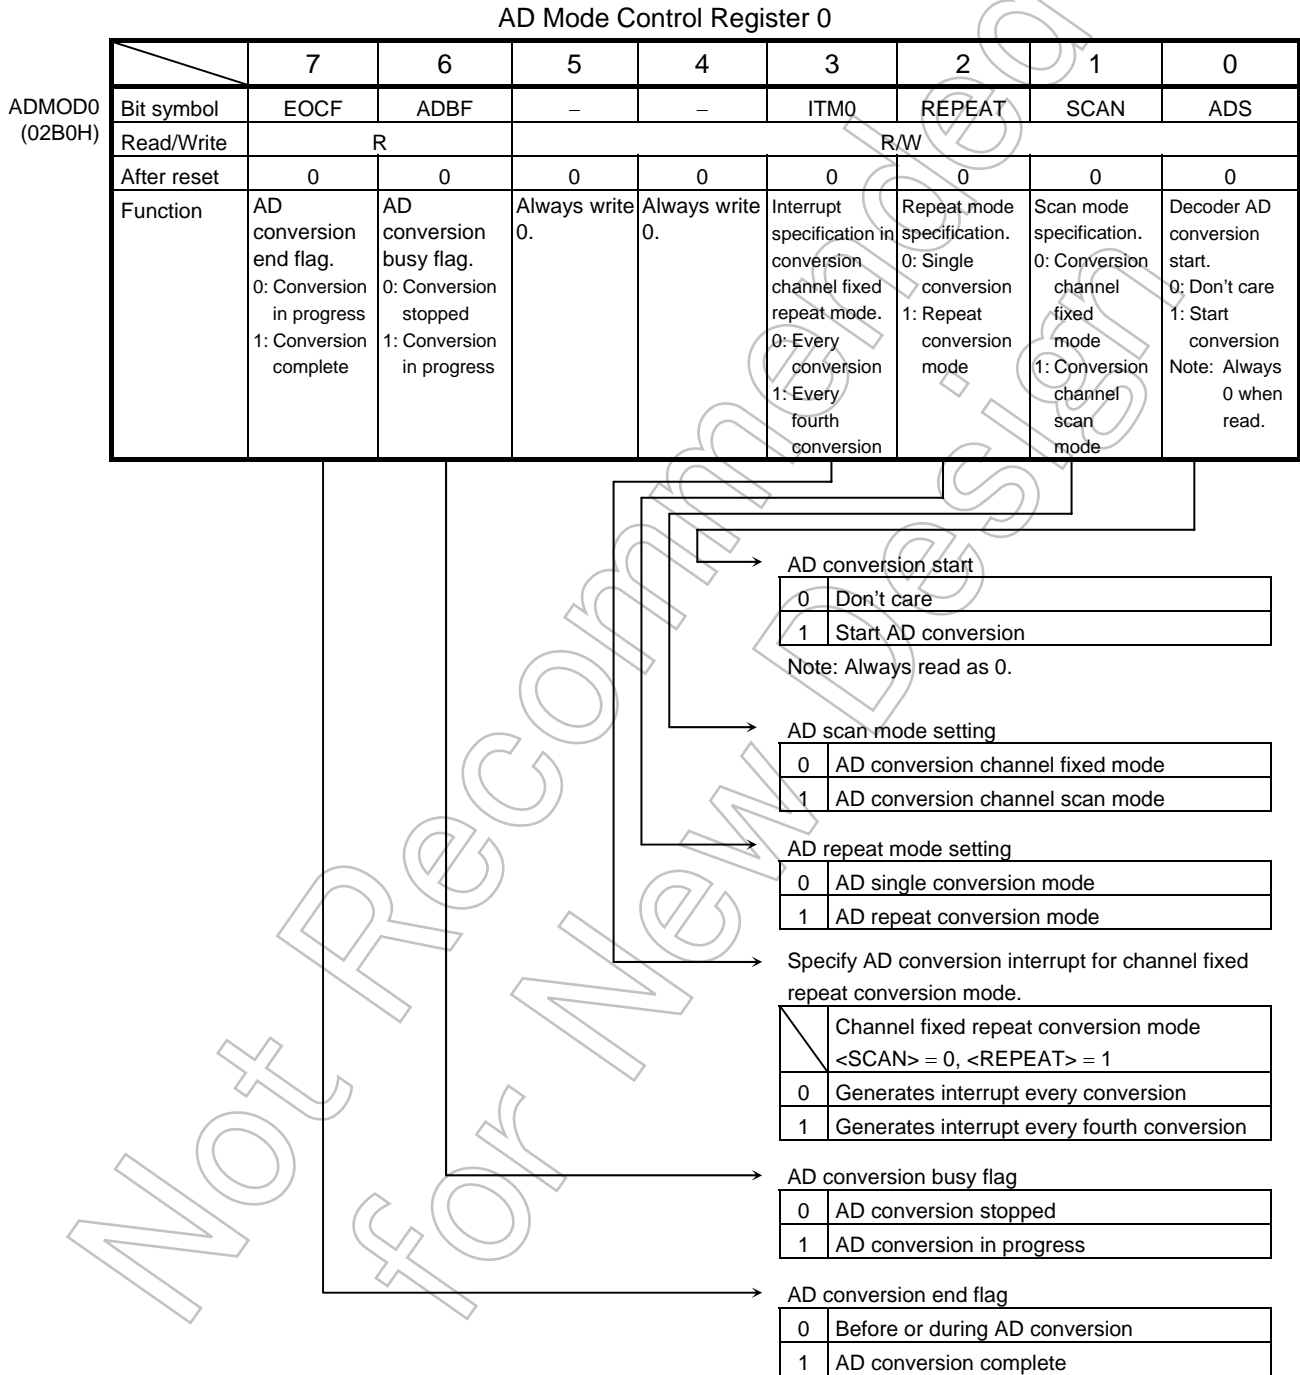 AD Mode Control Register 0
7 6 5 4 3 2 1 0
ADMOD0
(02B0H)
Bit symbol EOCF ADBF – – ITM0 REPEAT SCAN ADS
Read/Write R R/W
After reset 0 0 0 0 0 0 0 0
Function
AD
conversion
end flag.
0: Conversion
in progress
1: Conversion
complete
AD
conversion
busy flag.
0: Conversion
stopped
1: Conversion
in progress
Always write
0.
Always write
0.
Interrupt
specification in
conversion
channel fixed
repeat mode.
0: Every
conversion
1: Every
fourth
conversion
Repeat mode
specification.
0: Single
conversion
1: Repeat
conversion
mode
Scan mode
specification.
0: Conversion
channel
fixed
mode
1: Conversion
channel
scan
mode
Decoder AD
conversion
start.
0: Don't care
1: Start
conversion
Note: Always
0 when
read.
AD conversion start
0 Don't care
1 Start AD conversion
Note: Always read as 0.
AD scan mode setting
0 AD conversion channel fixed mode
1 AD conversion channel scan mode
AD repeat mode setting
0 AD single conversion mode
1 AD repeat conversion mode
Specify AD conversion interrupt for channel fixed
repeat conversion mode.
Channel fixed repeat conversion mode
<SCAN> = 0, <REPEAT> = 1
0 Generates interrupt every conversion
1 Generates interrupt every fourth conversion
AD conversion busy flag
0 AD conversion stopped
1 AD conversion in progress
AD conversion end flag
0 Before or during AD conversion
1 AD conversion complete
Not Recommended
for New Design